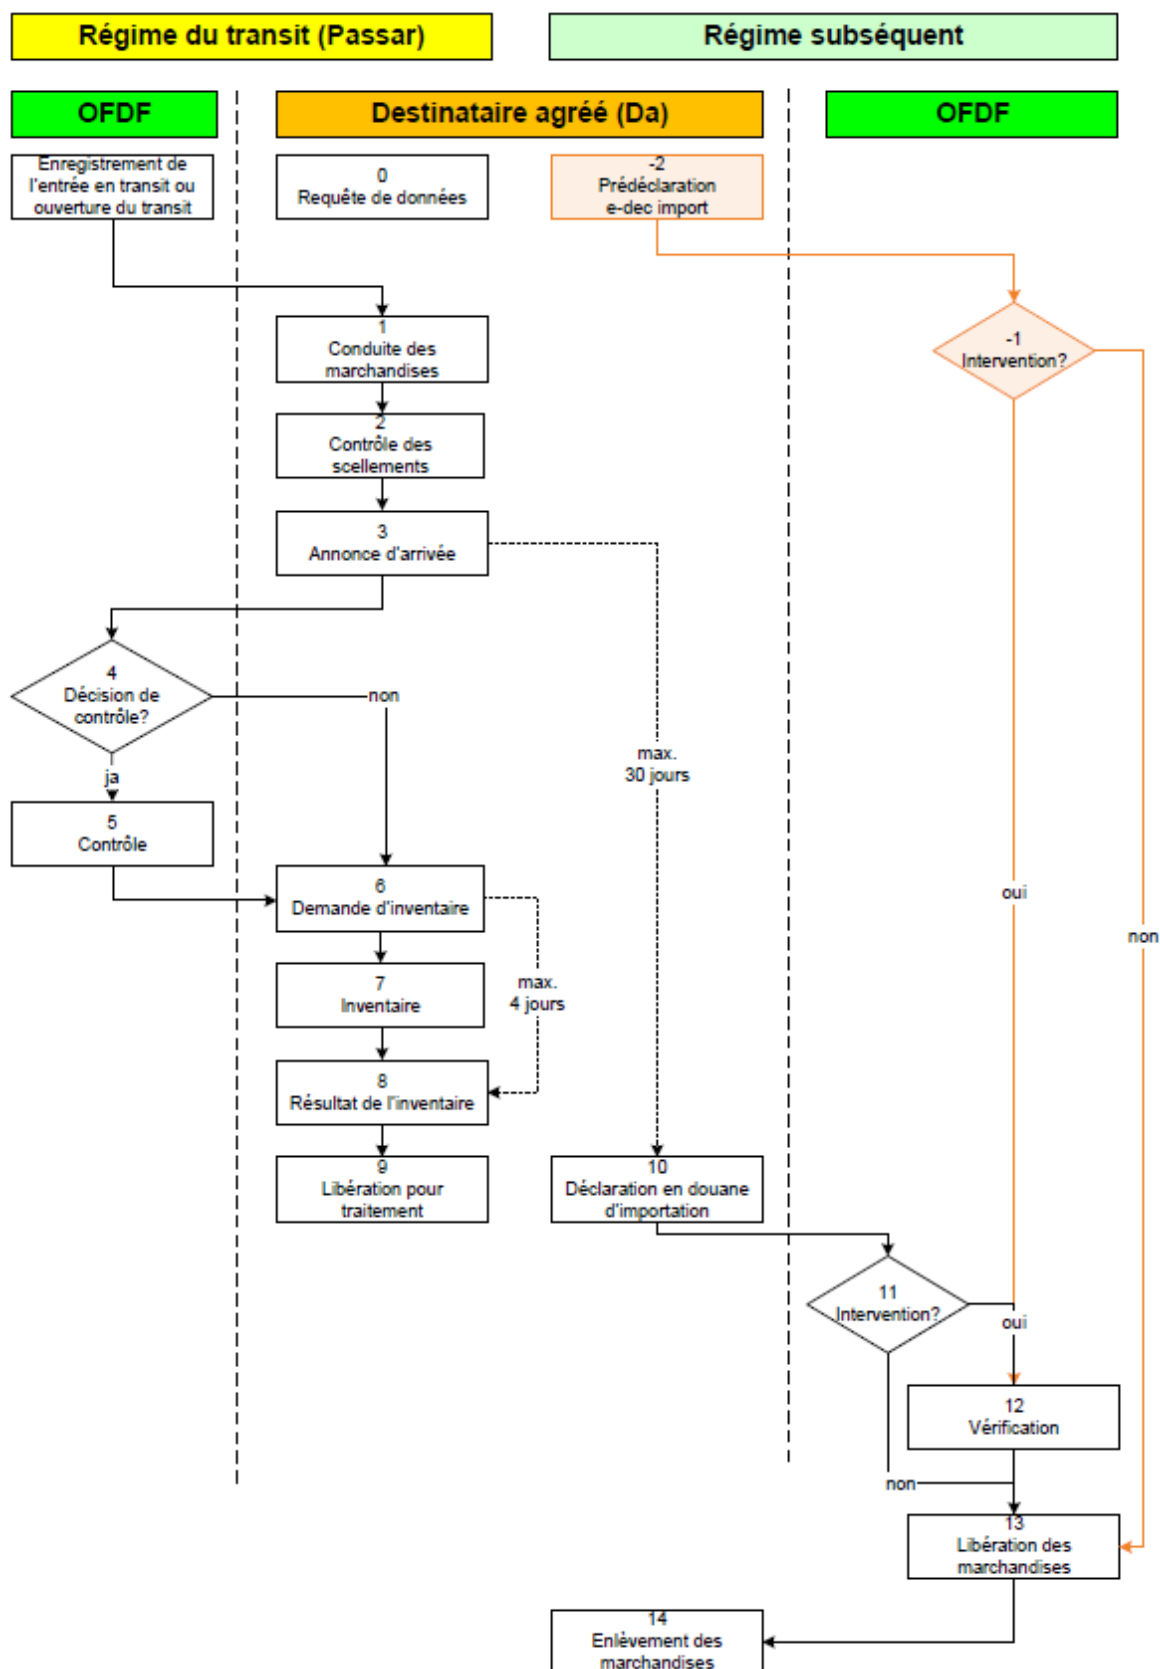 Régime du transit (Passar)
Régime subséquent
OFDF
Destinataire agréé (Da)
OFDF
Enregistrement de
l'entrée en transit ou
ouverture du transit
0
Requête de données
-2
Prédéclaration
e-dec import
1
Conduite des
marchandises
-1
Intervention?
2
Contrôle des
scellements
3
Annonce d'arrivée
4
Décision de
contrôle?
non
ja
max.
30 jours
5
Contrôle
6
Demande d'inventaire
oui
non
7
Inventaire
max.
4 jours
8
Résultat de l'inventaire
9
Libération pour
traitement
10
Déclaration en douane
d'importation
11
Intervention?
oui
12
Vérification
non
13
Libération des
marchandises
14
Enlèvement des
marchandises